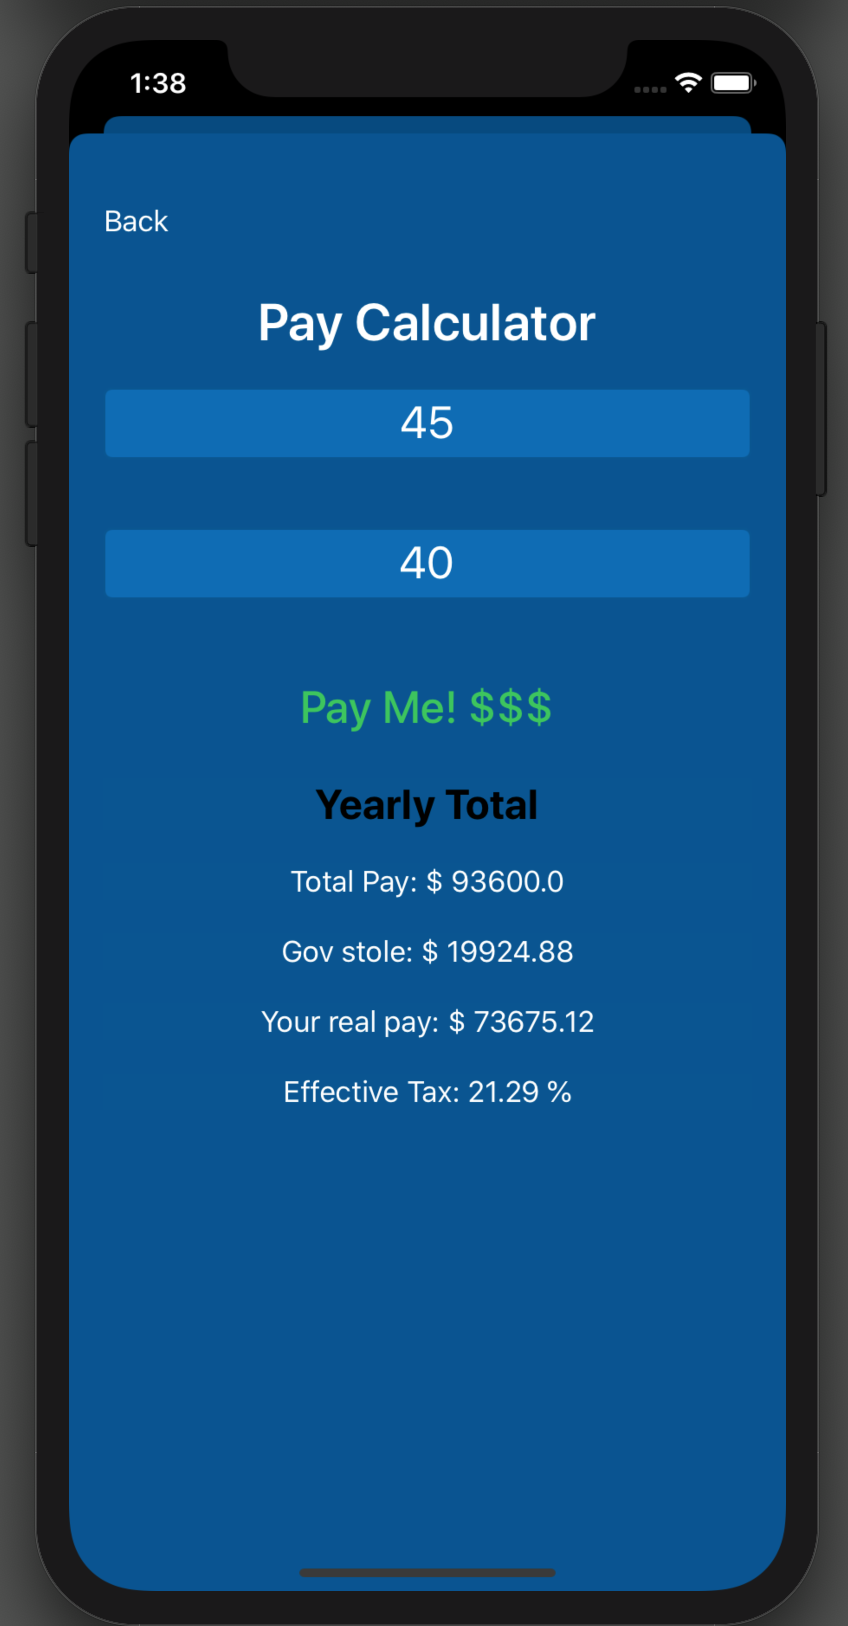 1:38
Back
Pay Calculator
45
40
Pay Me! $$$
Yearly Total
Total Pay: $ 93600.0
Gov stole: $ 19924.88
Your real pay: $ 73675.12
Effective Tax: 21.29 %